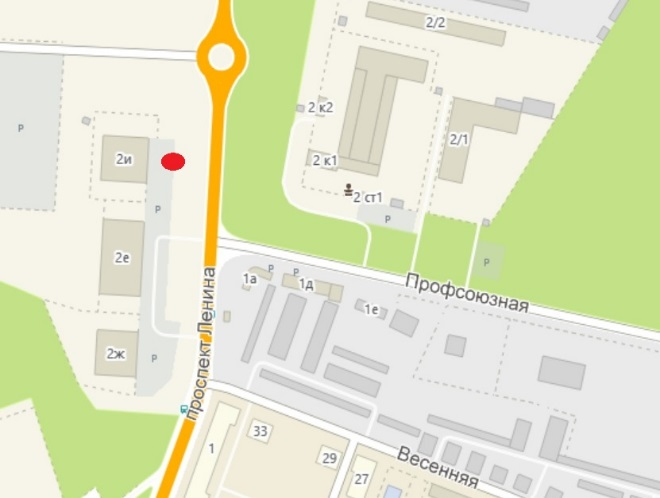 2/2
P
2 к2
2/1
2и
2 к1
2 ст1
P
P
2е
P
1а
P
P
1д
Профсоюзная
1е
проспект Ленина
2ж
P
33
1
29
27
Весенняя